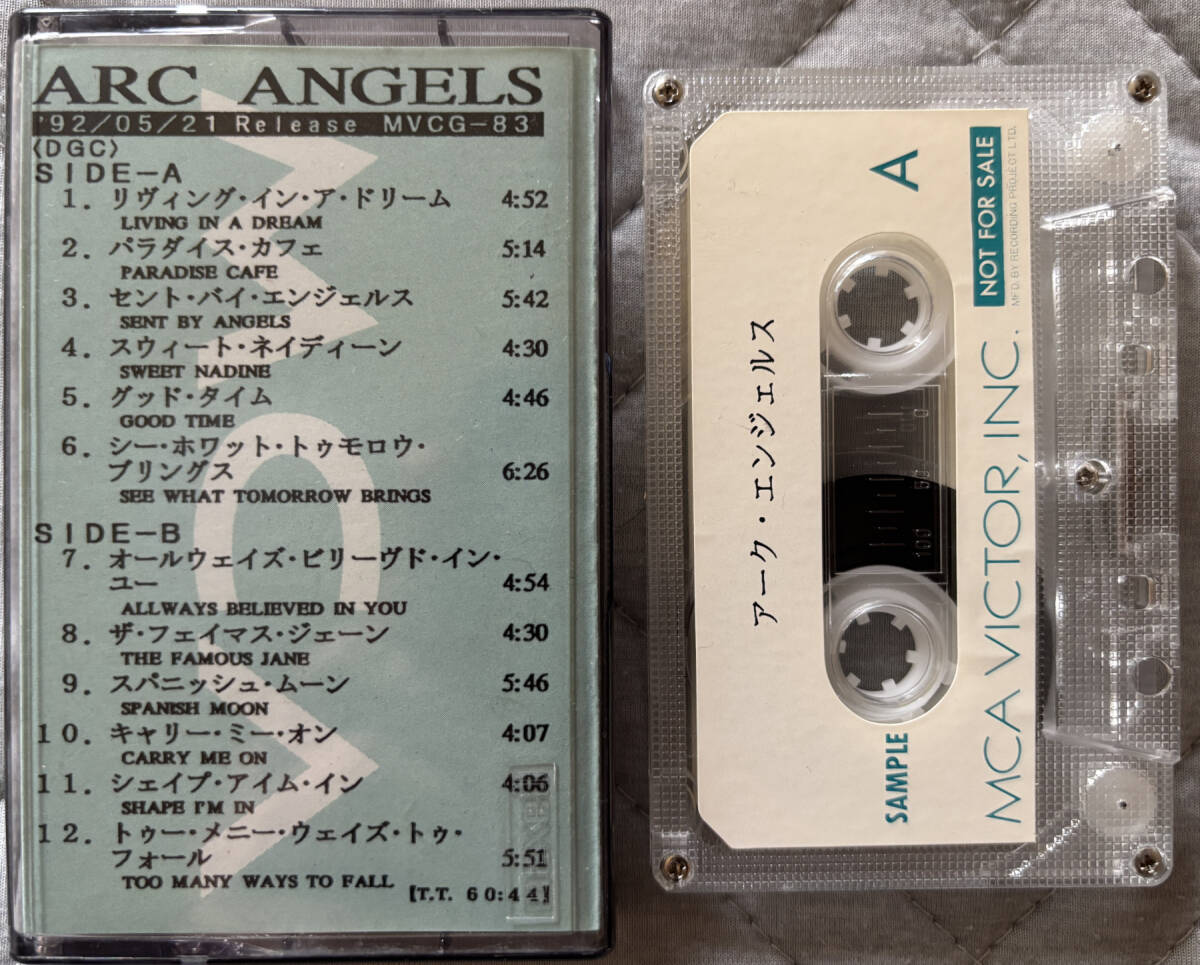 ARC ANGELS
'92/05/21 Release MVCG-83
〈DGC〉
SIDE-A
1. リヴィング・イン・ア・ドリーム 4:52
LIVING IN A DREAM
2. パラダイス・カフェ 5:14
PARADISE CAFE
3. セント・バイ・エンジェルス 5:42
SENT BY ANGELS
4. スウィート・ネイディーン 4:30
SWEET NADINE
5. グッド・タイム 4:46
GOOD TIME
6. シー・ホワット・トゥモロウ・
ブリングス 6:26
SEE WHAT TOMORROW BRINGS
SIDE-B
7. オールウェイズ・ビリーヴド・イン・
ユー 4:54
ALLWAYS BELIEVED IN YOU
8. ザ・フェイマス・ジェーン 4:30
THE FAMOUS JANE
9. スパニッシュ・ムーン 5:46
SPANISH MOON
10. キャリー・ミー・オン 4:07
CARRY ME ON
11. シェイプ・アイム・イン 4:06
SHAPE I'M IN
12. トゥー・メニー・ウェイズ・トゥ・
フォール 5:51
TOO MANY WAYS TO FALL
[T.T. 60:44]
A
アーク・エンジェルス
SAMPLE
100 50 0
MCA VICTOR, INC.
NOT FOR SALE
MFD. BY RECORDING PROJECT LTD.